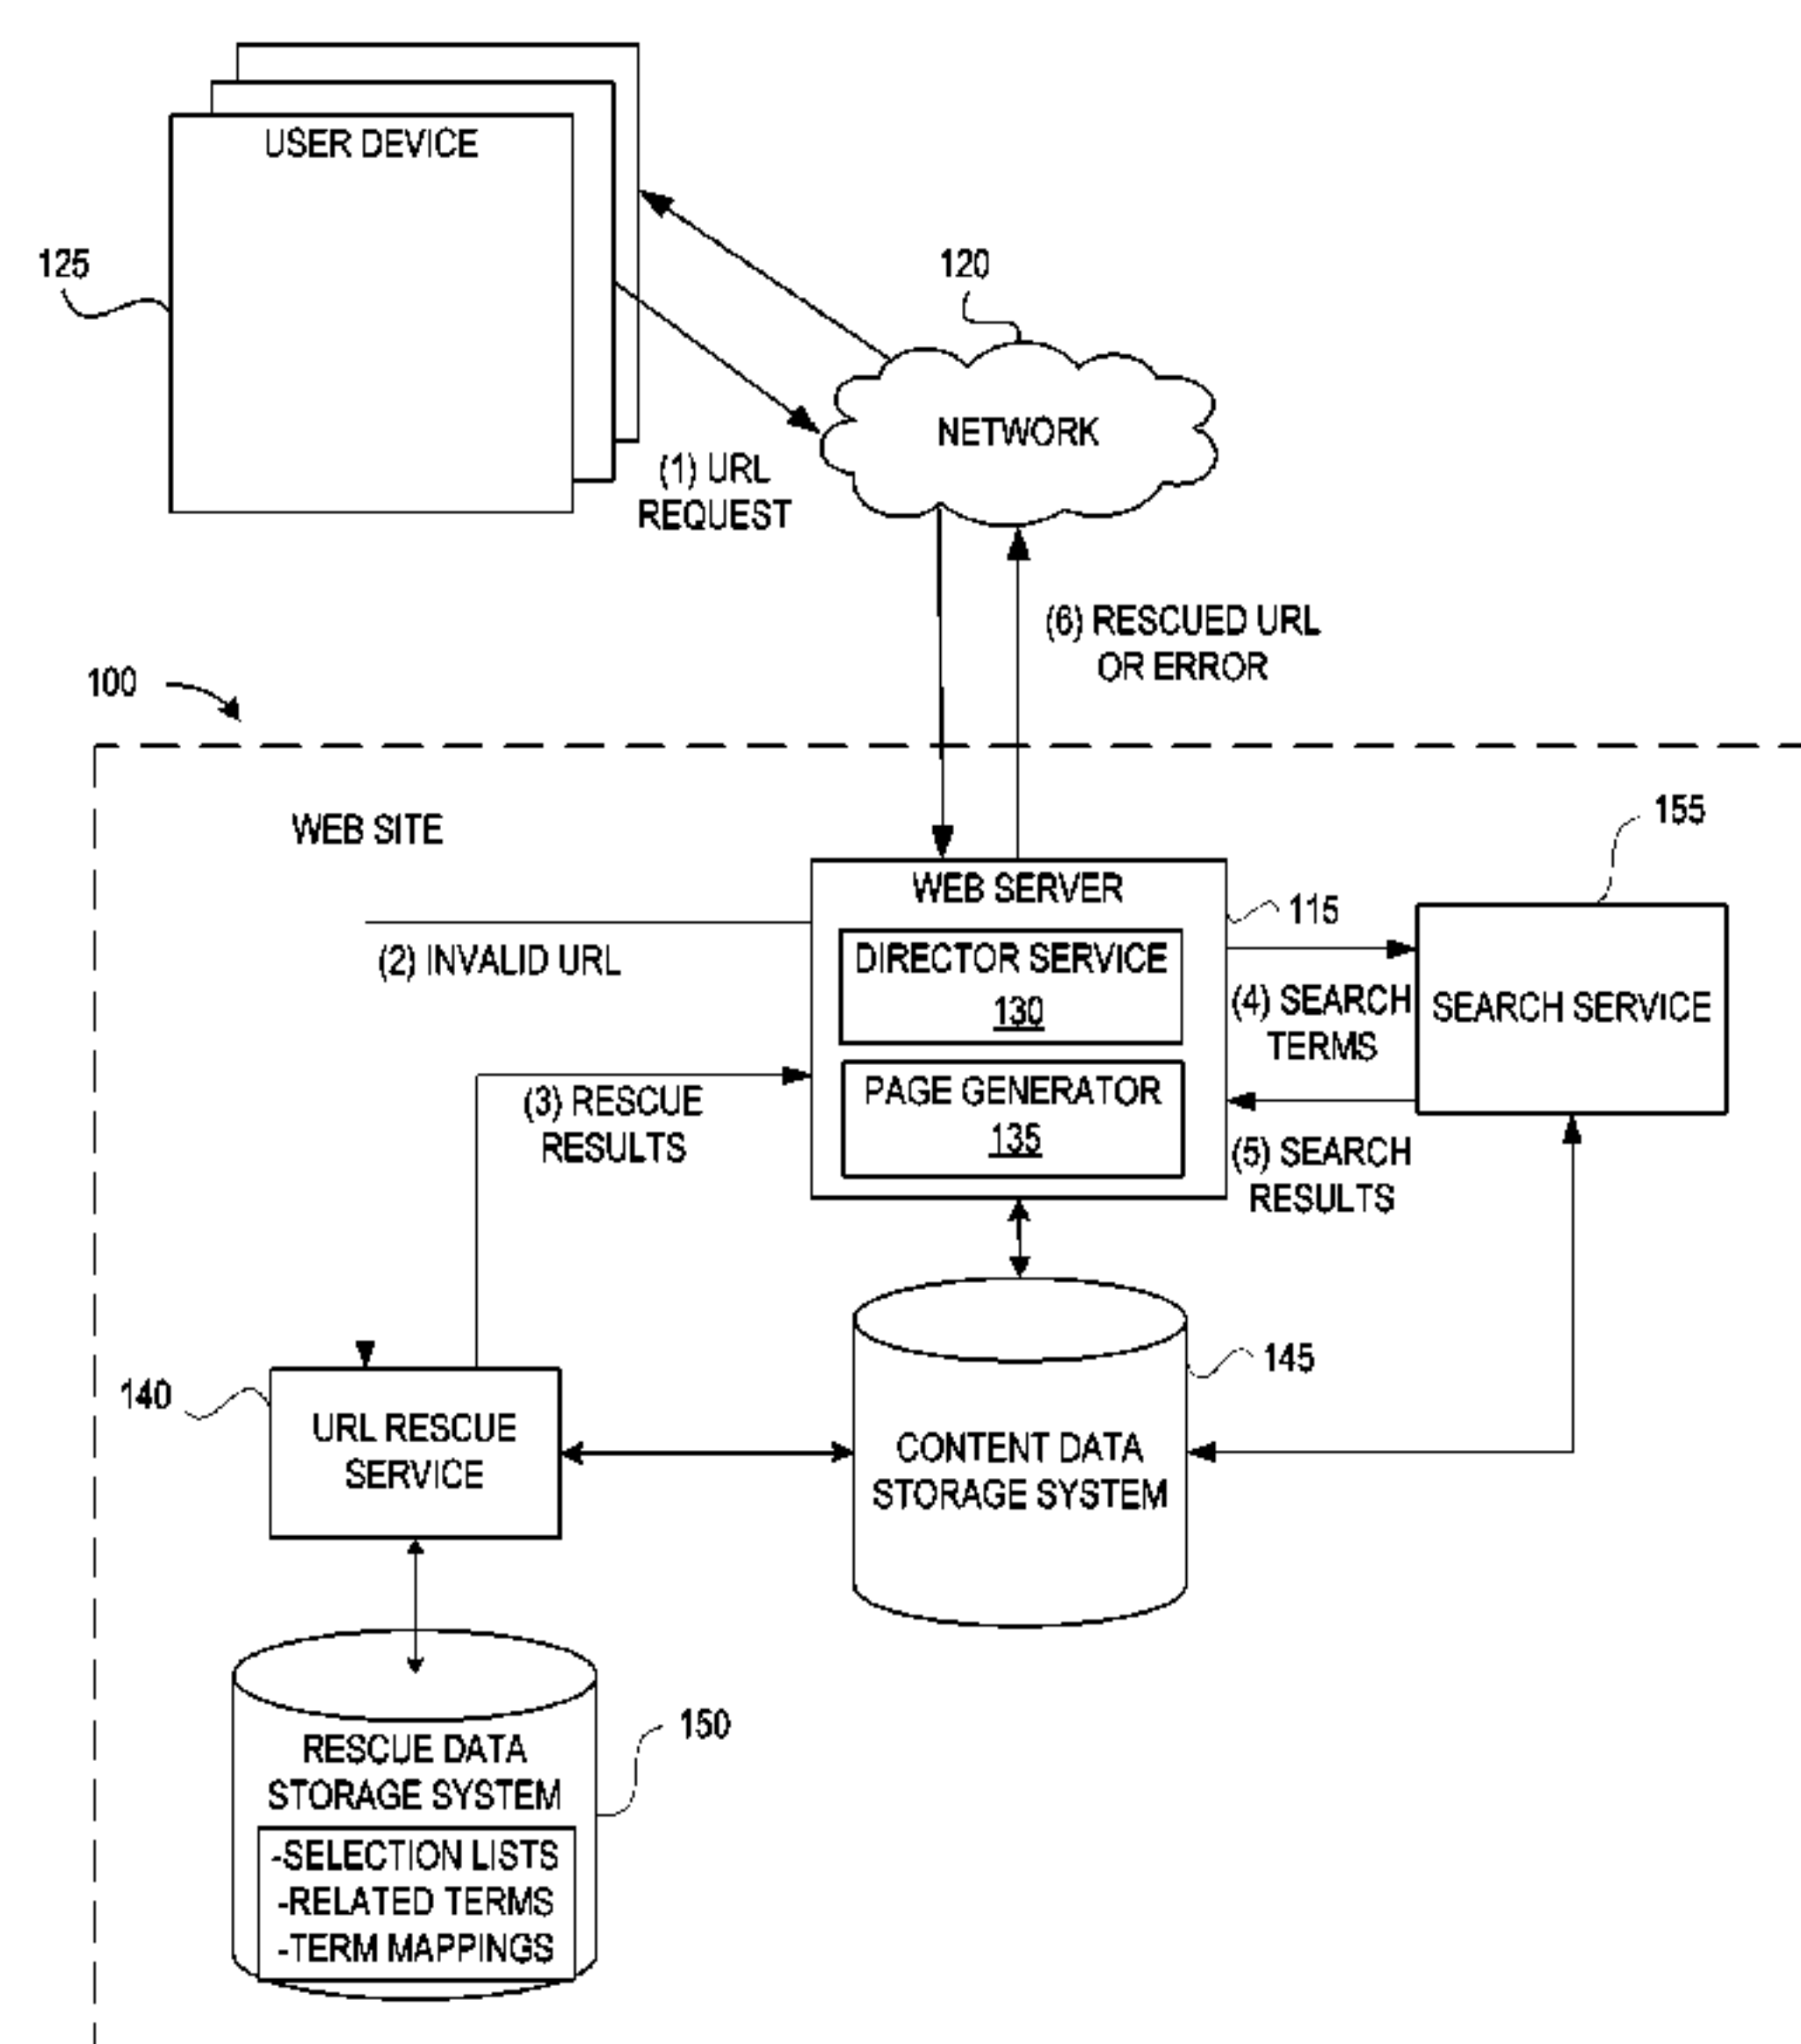 USER DEVICE
125
120
NETWORK
(1) URL
REQUEST
(6) RESCUED URL
OR ERROR
100
WEB SITE
155
WEB SERVER
115
(2) INVALID URL
DIRECTOR SERVICE
130
(4) SEARCH
TERMS
SEARCH SERVICE
(3) RESCUE
RESULTS
PAGE GENERATOR
135
(5) SEARCH
RESULTS
145
140
URL RESCUE
SERVICE
CONTENT DATA
STORAGE SYSTEM
150
RESCUE DATA
STORAGE SYSTEM
-SELECTION LISTS
-RELATED TERMS
-TERM MAPPINGS